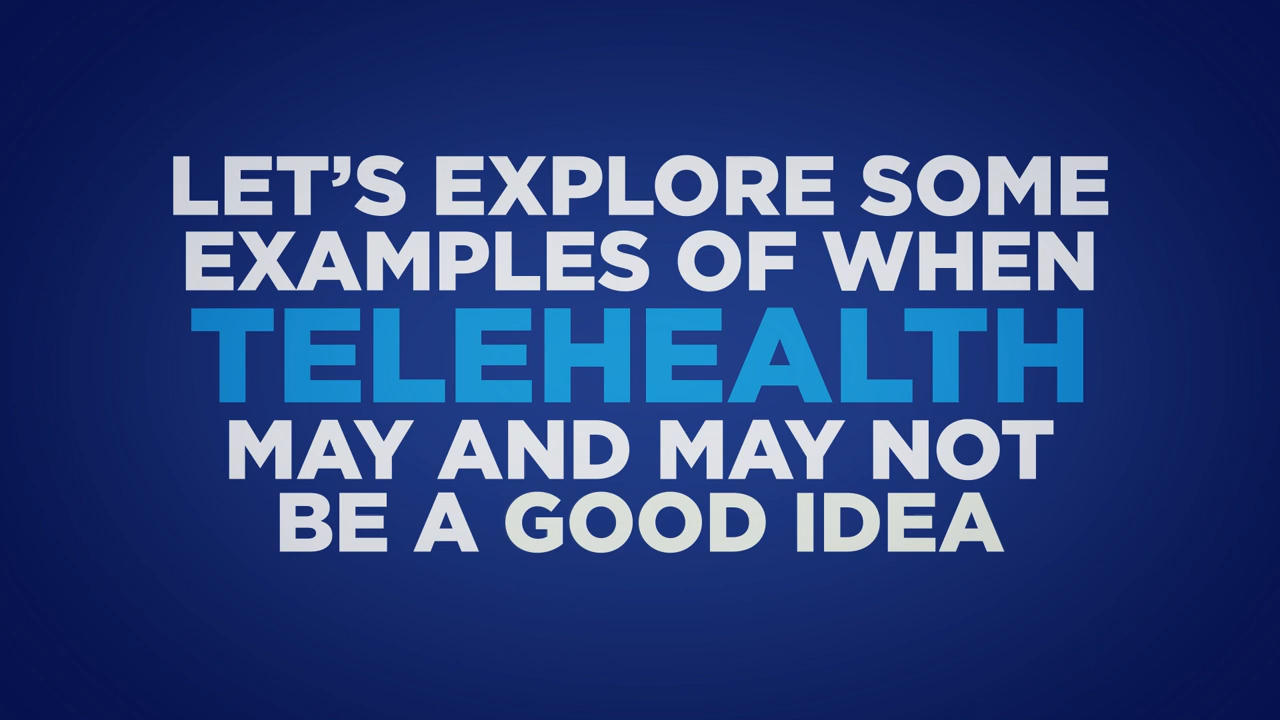 LET’S EXPLORE SOME
EXAMPLES OF WHEN
TELEHEALTH
MAY AND MAY NOT
BE A GOOD IDEA